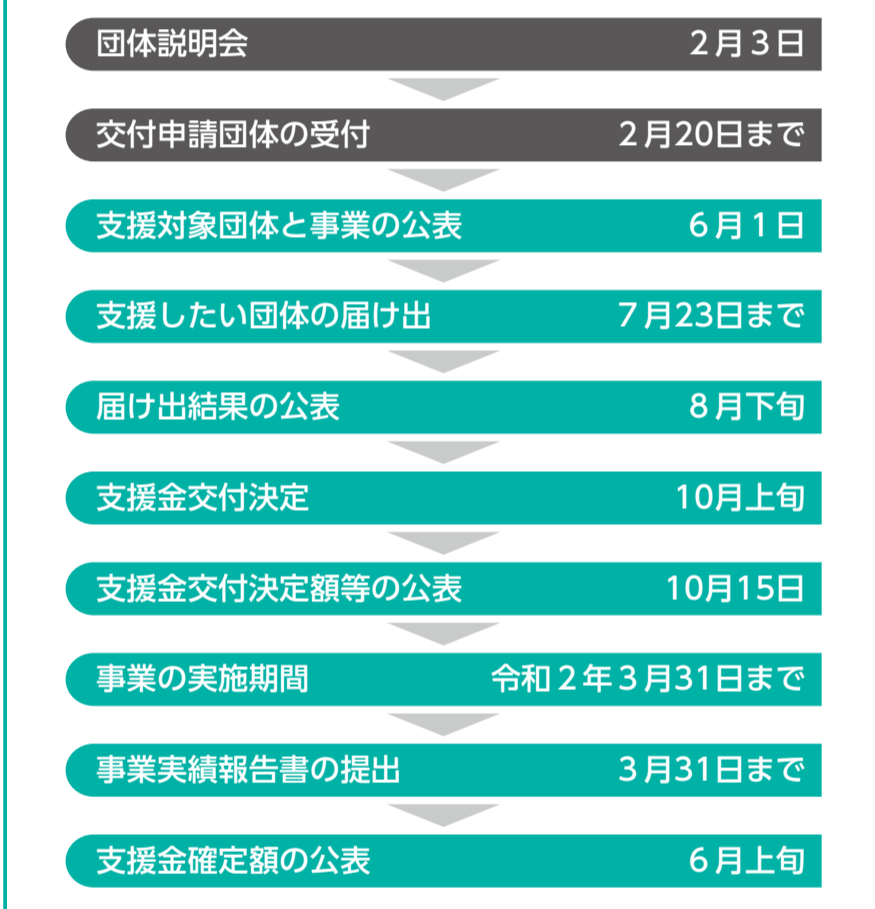 団体説明会 2月3日
交付申請団体の受付 2月20日まで
支援対象団体と事業の公表 6月1日
支援したい団体の届け出 7月23日まで
届け出結果の公表 8月下旬
支援金交付決定 10月上旬
支援金交付決定額等の公表 10月15日
事業の実施期間 令和2年3月31日まで
事業実績報告書の提出 3月31日まで
支援金確定額の公表 6月上旬